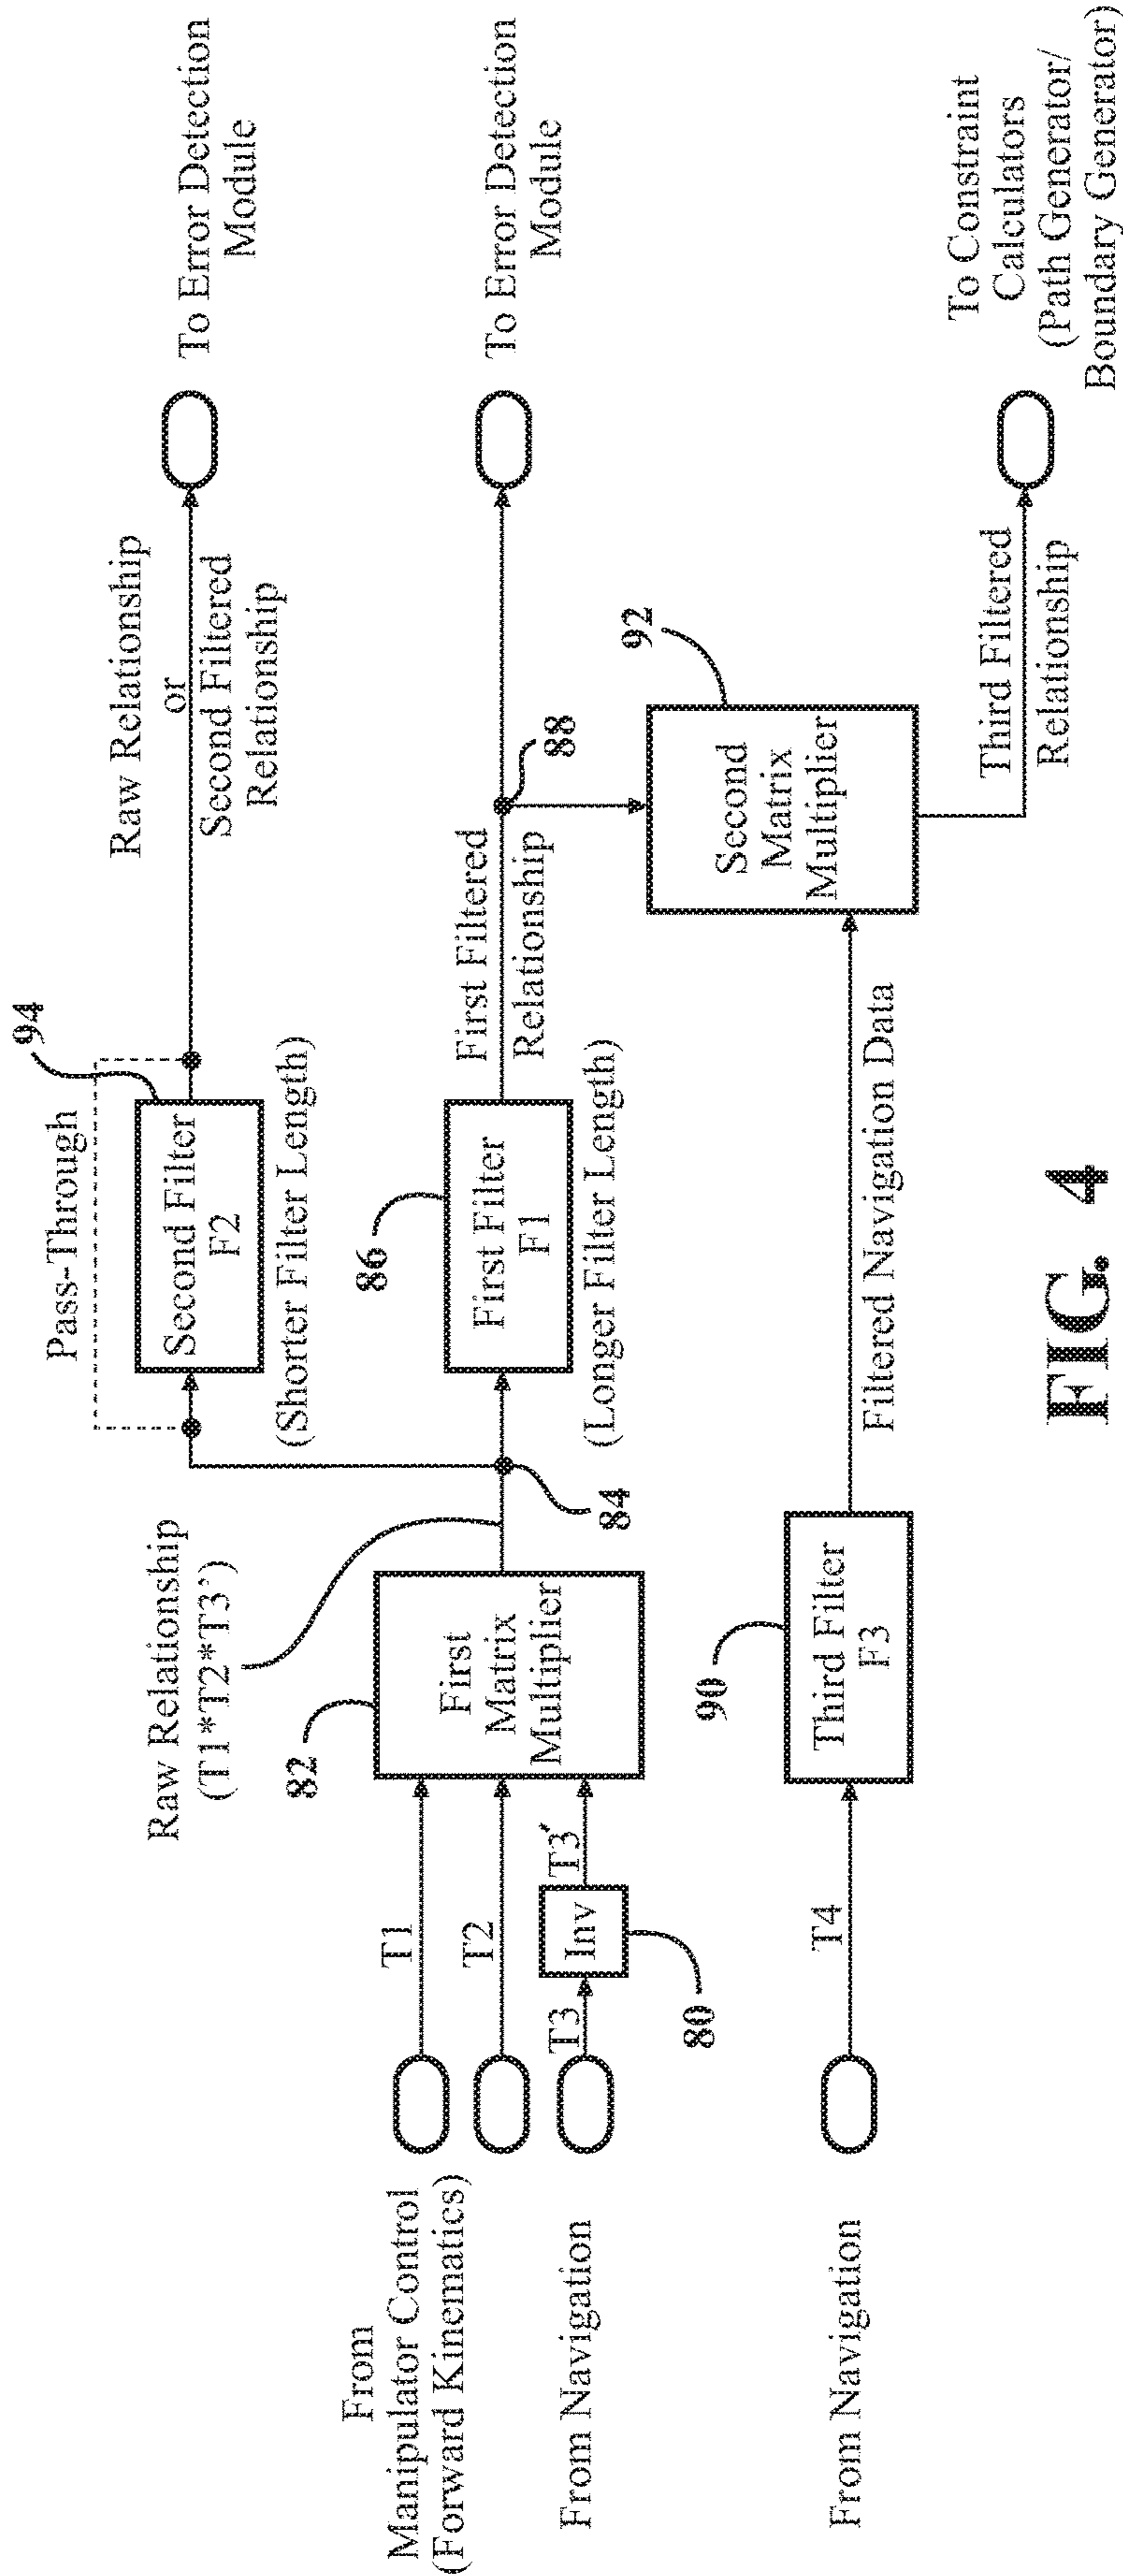 From
Manipulator Control
(Forward Kinematics)
From Navigation
From Navigation
T1
T2
T3
Inv
T3'
80
T4
82
First
Matrix
Multiplier
Raw Relationship
(T1*T2*T3')
84
90
Third Filter
F3
Pass-Through
94
Second Filter
F2
(Shorter Filter Length)
86
First Filter
F1
(Longer Filter Length)
Filtered Navigation Data
First Filtered
Relationship
88
92
Second
Matrix
Multiplier
Raw Relationship
or
Second Filtered
Relationship
Third Filtered
Relationship
To Error Detection
Module
To Error Detection
Module
To Constraint
Calculators
(Path Generator/
Boundary Generator)
FIG. 4